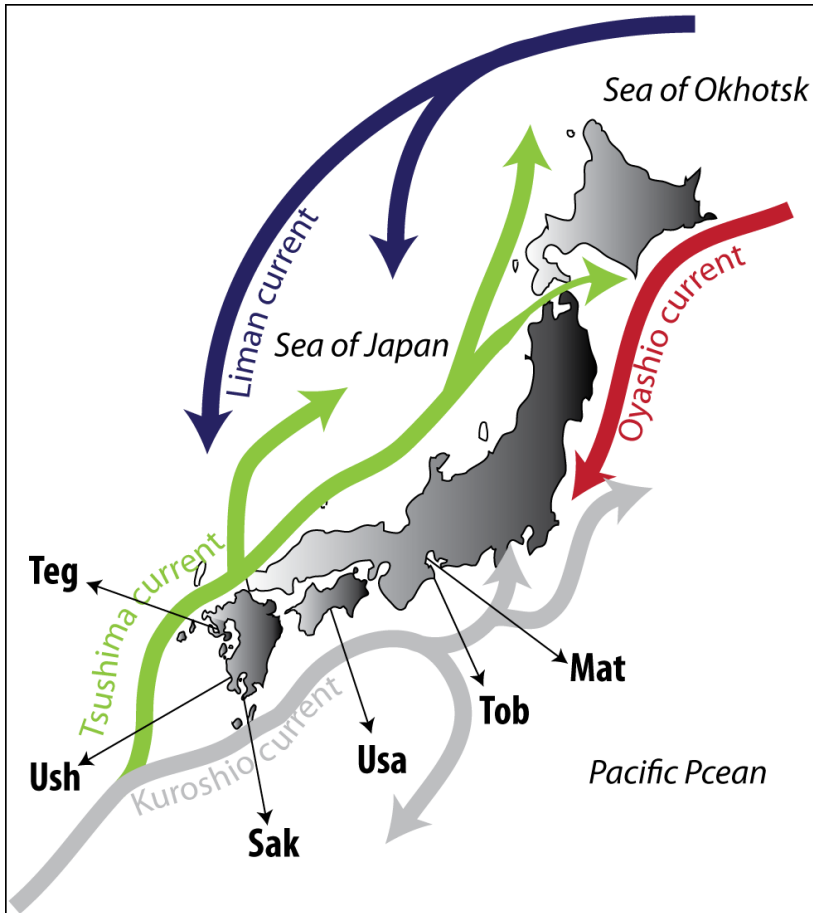 Sea of Okhotsk
Liman current
Oyashio current
Sea of Japan
Teg
Tsushima current
Mat
Tob
Usa
Ush
Kuroshio current
Pacific Pcean
Sak